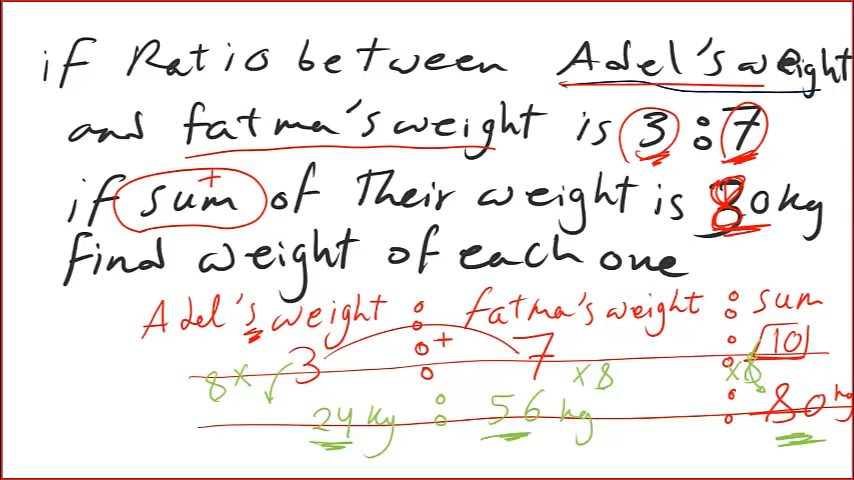 if Ratio between Adel's weight
and fatma's weight is 3 : 7
if sum of their weight is 80 kg
find weight of each one
Adel's weight : fatma's weight : sum
3 : + 7 : 10
8 × × 8 × 8
24 kg : 56 kg : 80 kg